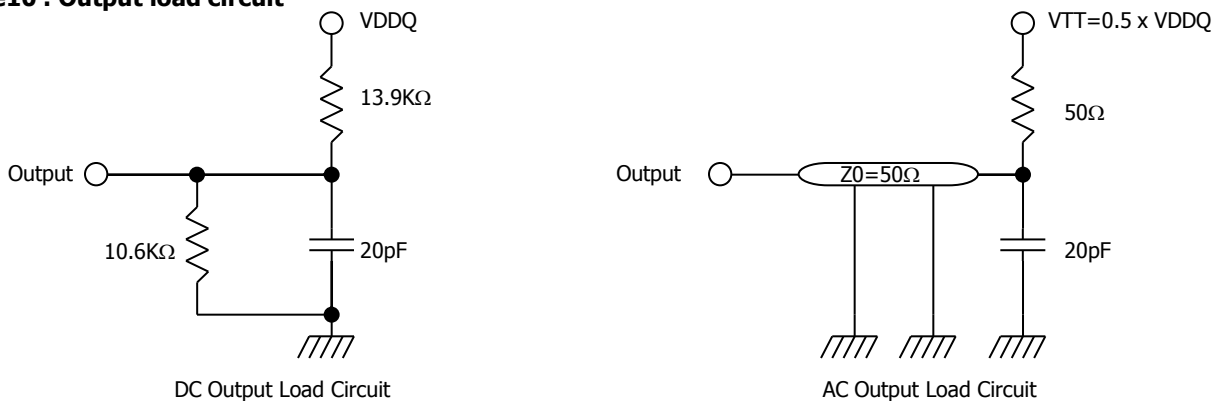 : Output load circuit
VDDQ
13.9KΩ
Output
10.6KΩ
20pF
DC Output Load Circuit
VTT=0.5 x VDDQ
50Ω
Output
Z0=50Ω
20pF
AC Output Load Circuit